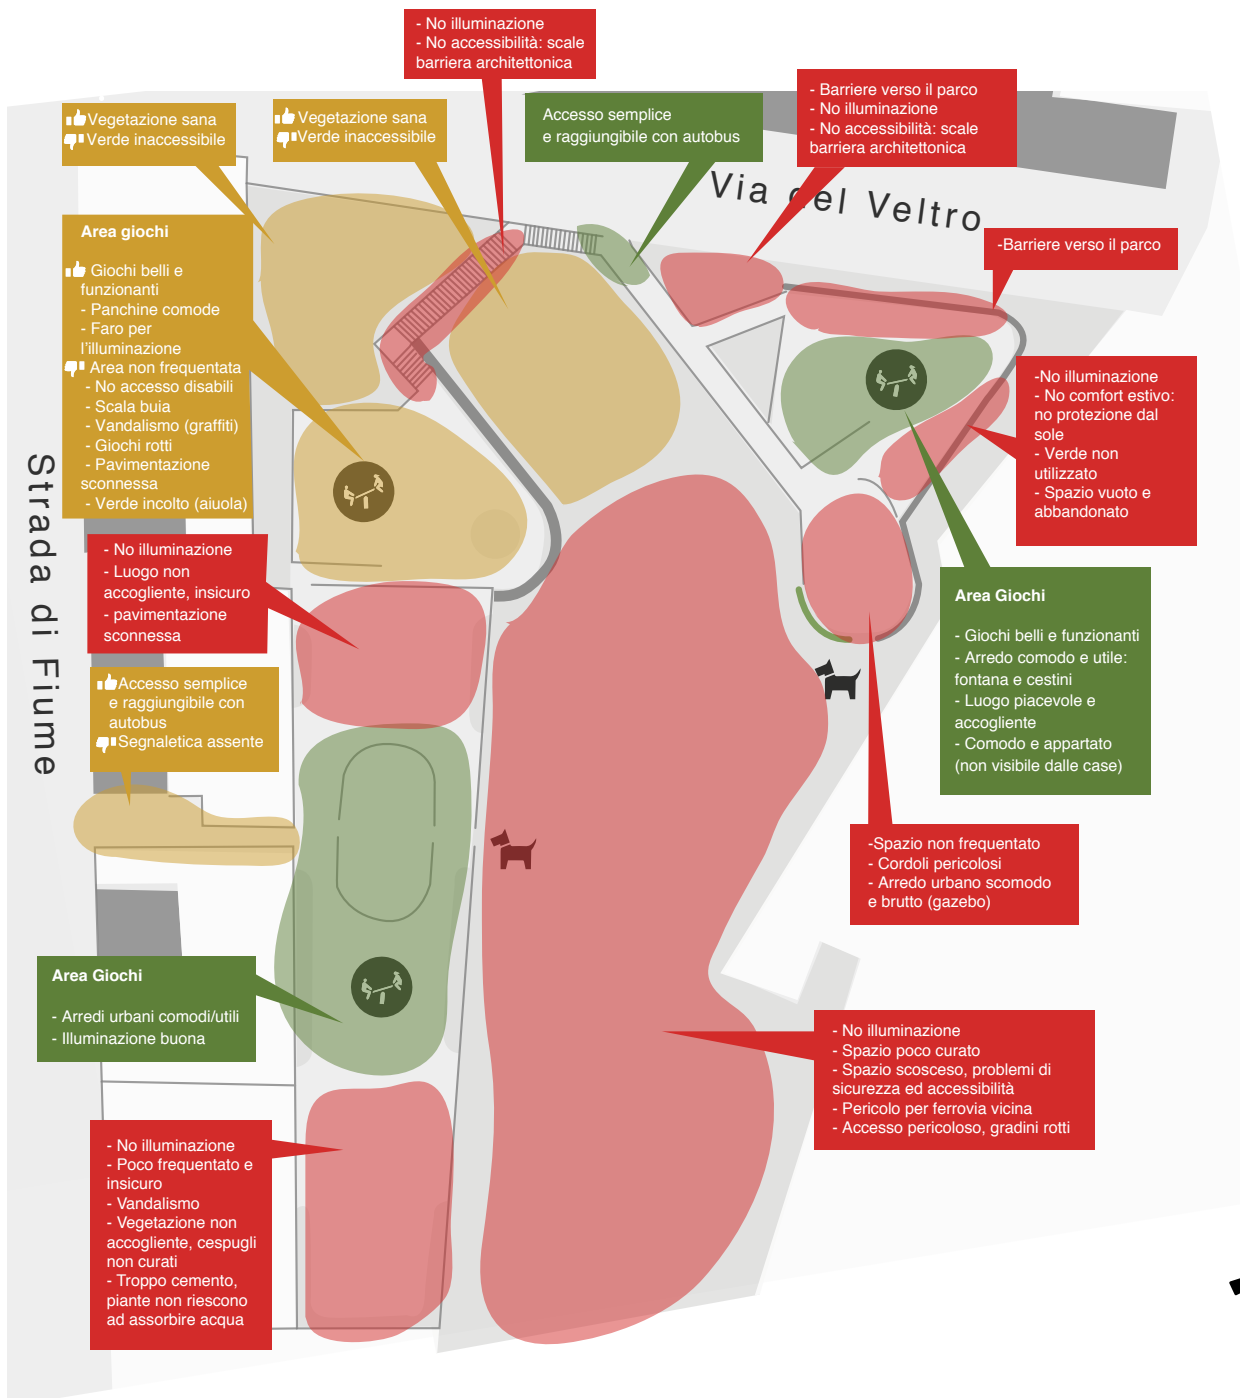 - No illuminazione
- No accessibilità: scale
barriera architettonica
Vegetazione sana
Verde inaccessibile
Vegetazione sana
Verde inaccessibile
Accesso semplice
e raggiungibile con autobus
- Barriere verso il parco
- No illuminazione
- No accessibilità: scale
barriera architettonica
Via del Veltro
-Barriere verso il parco
Area giochi
Giochi belli e
funzionanti
- Panchine comode
- Faro per
l'illuminazione
Area non frequentata
- No accesso disabili
- Scala buia
- Vandalismo (graffiti)
- Giochi rotti
- Pavimentazione
sconnessa
- Verde incolto (aiuola)
-No illuminazione
- No comfort estivo:
no protezione dal
sole
- Verde non
utilizzato
- Spazio vuoto e
abbandonato
Strada di Fiume
- No illuminazione
- Luogo non
accogliente, insicuro
- pavimentazione
sconnessa
Area Giochi
- Giochi belli e funzionanti
- Arredo comodo e utile:
fontana e cestini
- Luogo piacevole e
accogliente
- Comodo e appartato
(non visibile dalle case)
Accesso semplice
e raggiungibile con
autobus
Segnaletica assente
-Spazio non frequentato
- Cordoli pericolosi
- Arredo urbano scomodo
e brutto (gazebo)
Area Giochi
- Arredi urbani comodi/utili
- Illuminazione buona
- No illuminazione
- Spazio poco curato
- Spazio scosceso, problemi di
sicurezza ed accessibilità
- Pericolo per ferrovia vicina
- Accesso pericoloso, gradini rotti
- No illuminazione
- Poco frequentato e
insicuro
- Vandalismo
- Vegetazione non
accogliente, cespugli
non curati
- Troppo cemento,
piante non riescono
ad assorbire acqua